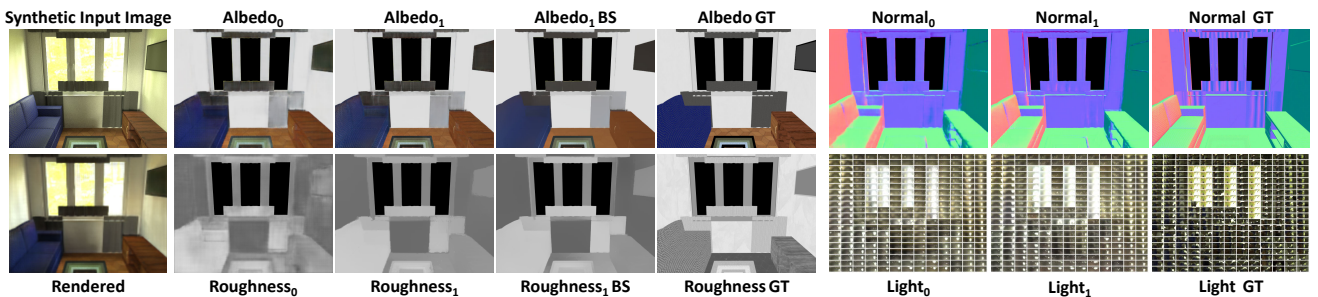 Synthetic Input Image Albedo₀ Albedo₁ Albedo₁ BS Albedo GT Normal₀ Normal₁ Normal GT
Rendered Roughness₀ Roughness₁ Roughness₁ BS Roughness GT Light₀ Light₁ Light GT